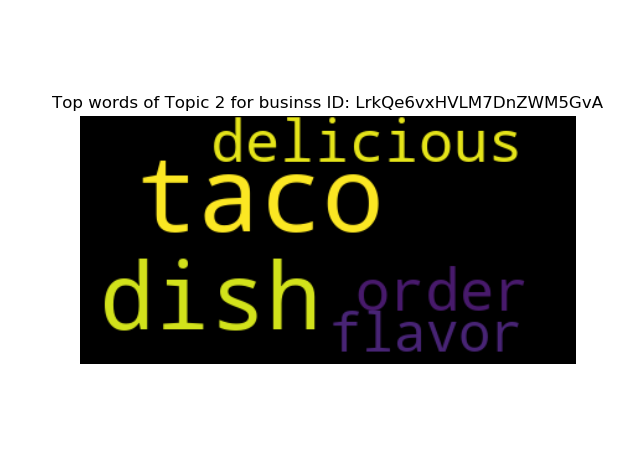 Top words of Topic 2 for businss ID: LrkQe6vxHVLM7DnZWM5GvA
delicious
taco
dish
order
flavor